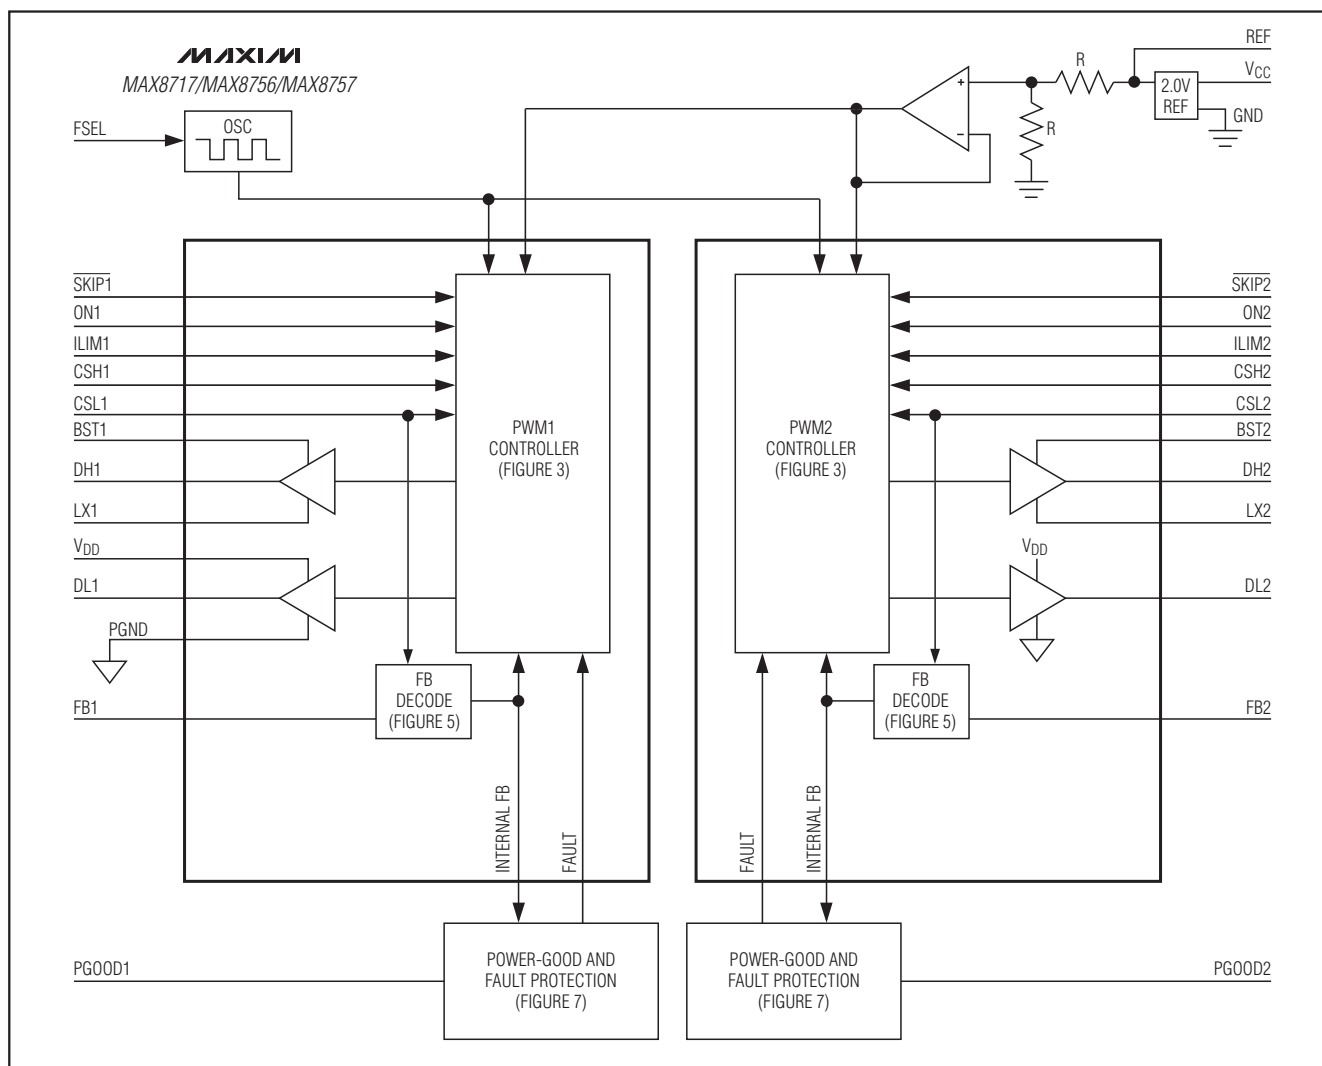 MAXIM
MAX8717/MAX8756/MAX8757
REF
R
VCC
2.0V
REF
+
FSEL
OSC
GND
−
R
SKIP1
SKIP2
ON1
ON2
ILIM1
ILIM2
CSH1
CSH2
CSL1
CSL2
BST1
BST2
PWM1
CONTROLLER
(FIGURE 3)
PWM2
CONTROLLER
(FIGURE 3)
DH1
DH2
LX1
LX2
VDD
VDD
DL1
DL2
PGND
FB
DECODE
(FIGURE 5)
FB
DECODE
(FIGURE 5)
FB1
FB2
INTERNAL FB
FAULT
FAULT
INTERNAL FB
POWER-GOOD AND
FAULT PROTECTION
(FIGURE 7)
POWER-GOOD AND
FAULT PROTECTION
(FIGURE 7)
PGOOD1
PGOOD2